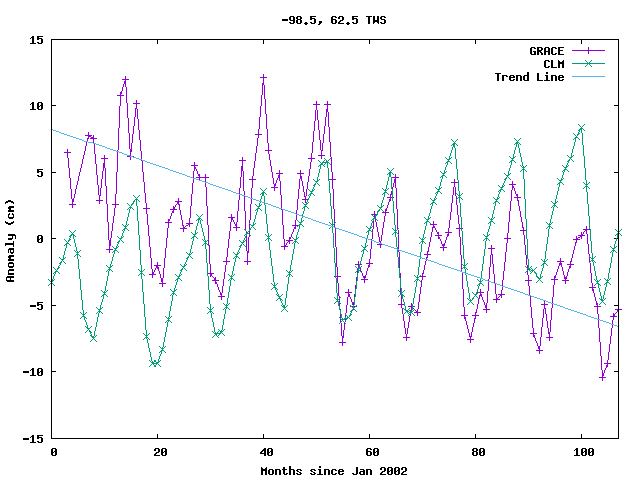 -98.5, 62.5 TWS
GRACE
CLM
Trend Line
15
10
5
0
-5
-10
-15
Anomaly (cm)
0 20 40 60 80 100
Months since Jan 2002